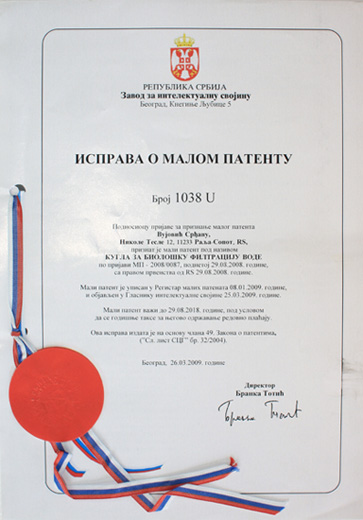 РЕПУБЛИКА СРБИЈА
Завод за интелектуалну својину
Београд, Кнегиње Љубице 5
ИСПРАВА О МАЛОМ ПАТЕНТУ
Број 1038 U
Подносиоцу пријаве за признање малог патента
Вујовић Срђану,
Николе Тесле 12, 11233 Раља-Сопот, RS,
признат је мали патент под називом
КУГЛА ЗА БИОЛОШКУ ФИЛТРАЦИЈУ ВОДЕ
по пријави МП - 2008/0087, поднетој 29.08.2008. године,
са правом првенства од RS 29.08.2008. године.
Мали патент је уписан у Регистар малих патената 08.01.2009. године,
и објављен у Гласнику интелектуалне својине 25.03.2009. године.
Мали патент важи до 29.08.2018. године, под условом
да се годишње таксе за његово одржавање редовно плаћају.
Ова исправа издата је на основу члана 49. Закона о патентима,
("Сл. лист СЦГ" бр. 32/2004).
Београд, 26.03.2009. године
Директор
Бранка Тотић